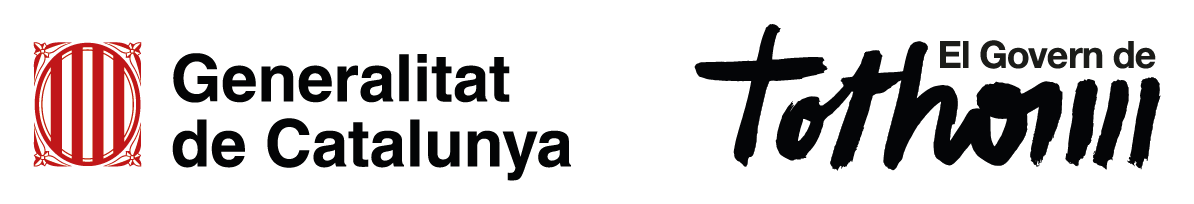 Generalitat
de Catalunya
El Govern de
Tothom